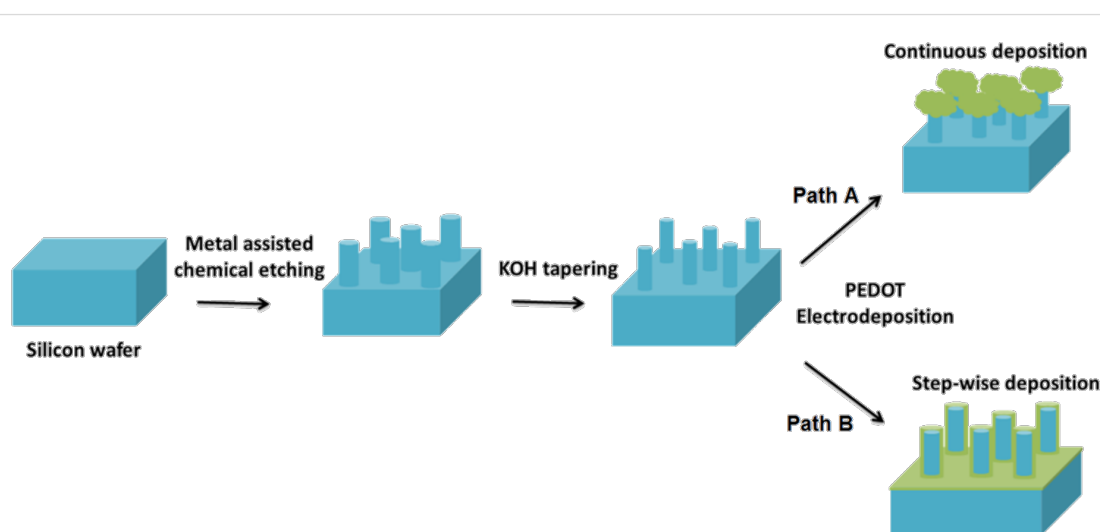 Silicon wafer
Metal assisted
chemical etching
KOH tapering
Path A
PEDOT
Electrodeposition
Path B
Continuous deposition
Step-wise deposition